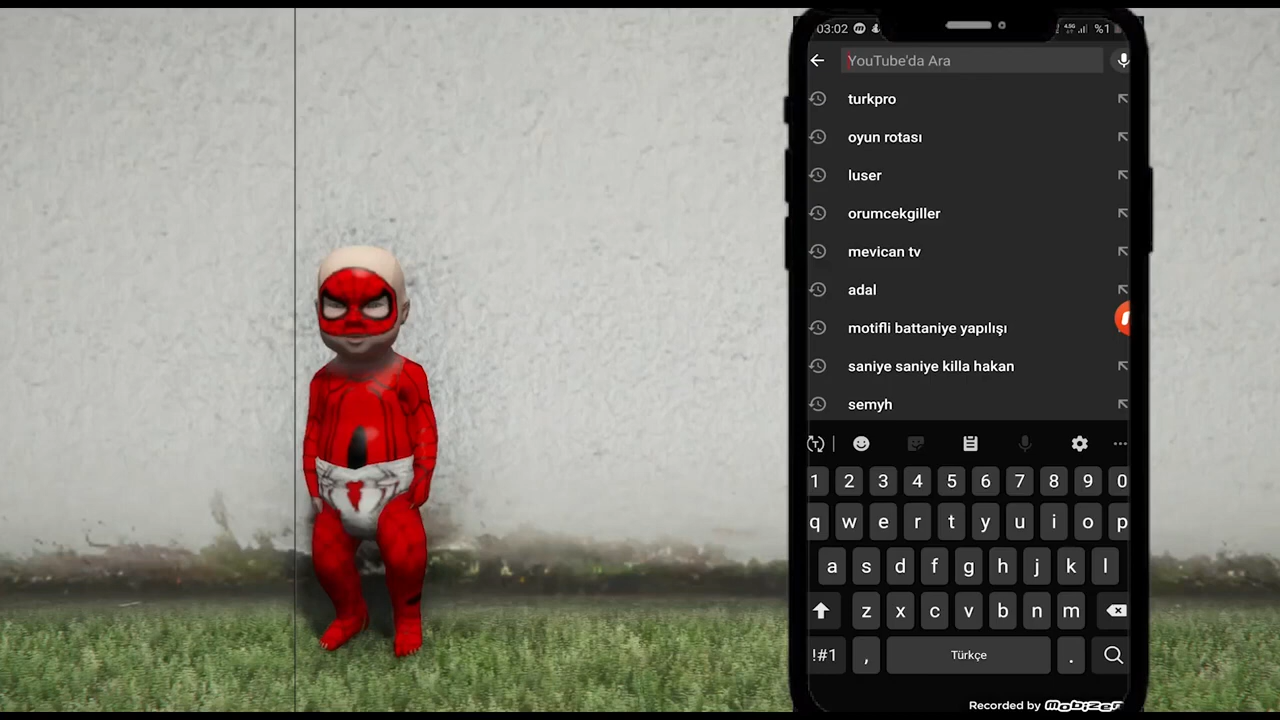 03:02 %1
YouTube'da Ara
turkpro
oyun rotası
luser
orumcekgiller
mevican tv
adal
motifli battaniye yapılışı
saniye saniye killa hakan
semyh
1 2 3 4 5 6 7 8 9 0
q w e r t y u i o p
a s d f g h j k l
z x c v b n m
!#1 , Türkçe .
Recorded by Mobizen